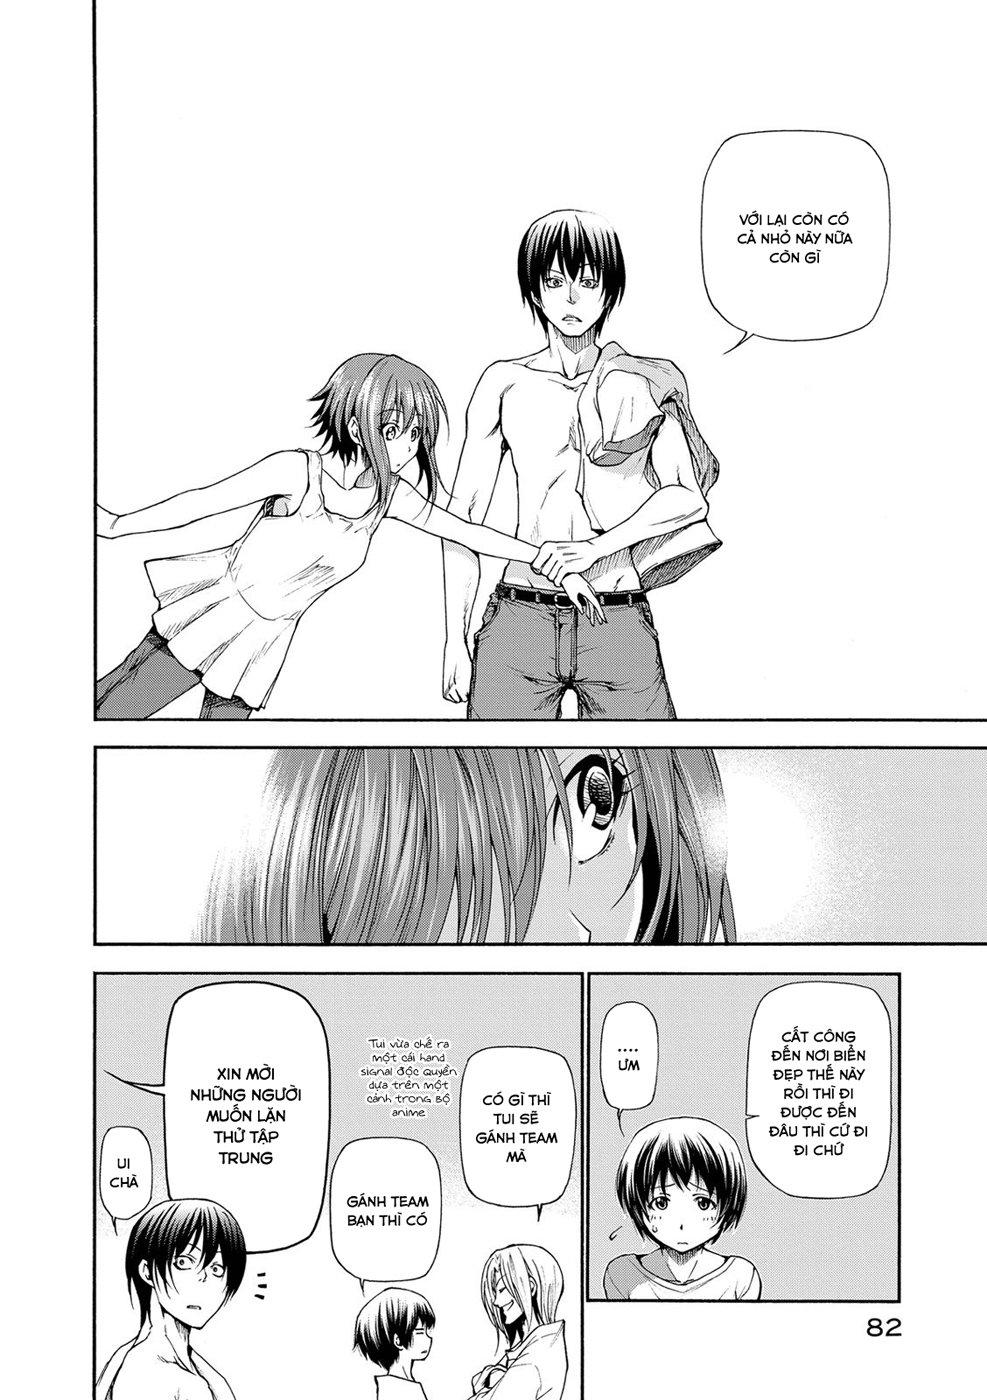 VỚI LẠI CÒN CÓ
CẢ NHỎ NÀY NỮA
CÒN GÌ
CẤT CÔNG
ĐẾN NƠI BIỂN
ĐẸP THẾ NÀY
RỒI THÌ ĐI
ĐƯỢC ĐẾN
ĐÂU THÌ CỨ ĐI
ĐI CHỨ
....
ƯM
CÓ GÌ THÌ
TUI SẼ
GÁNH TEAM
MÀ
Tui vừa chế ra
một cái hand
signal độc quyền
dựa trên một
cảnh trong bộ
anime
GÁNH TEAM
BẠN THÌ CÓ
XIN MỜI
NHỮNG NGƯỜI
MUỐN LẶN
THỬ TẬP
TRUNG
UI
CHÀ
82